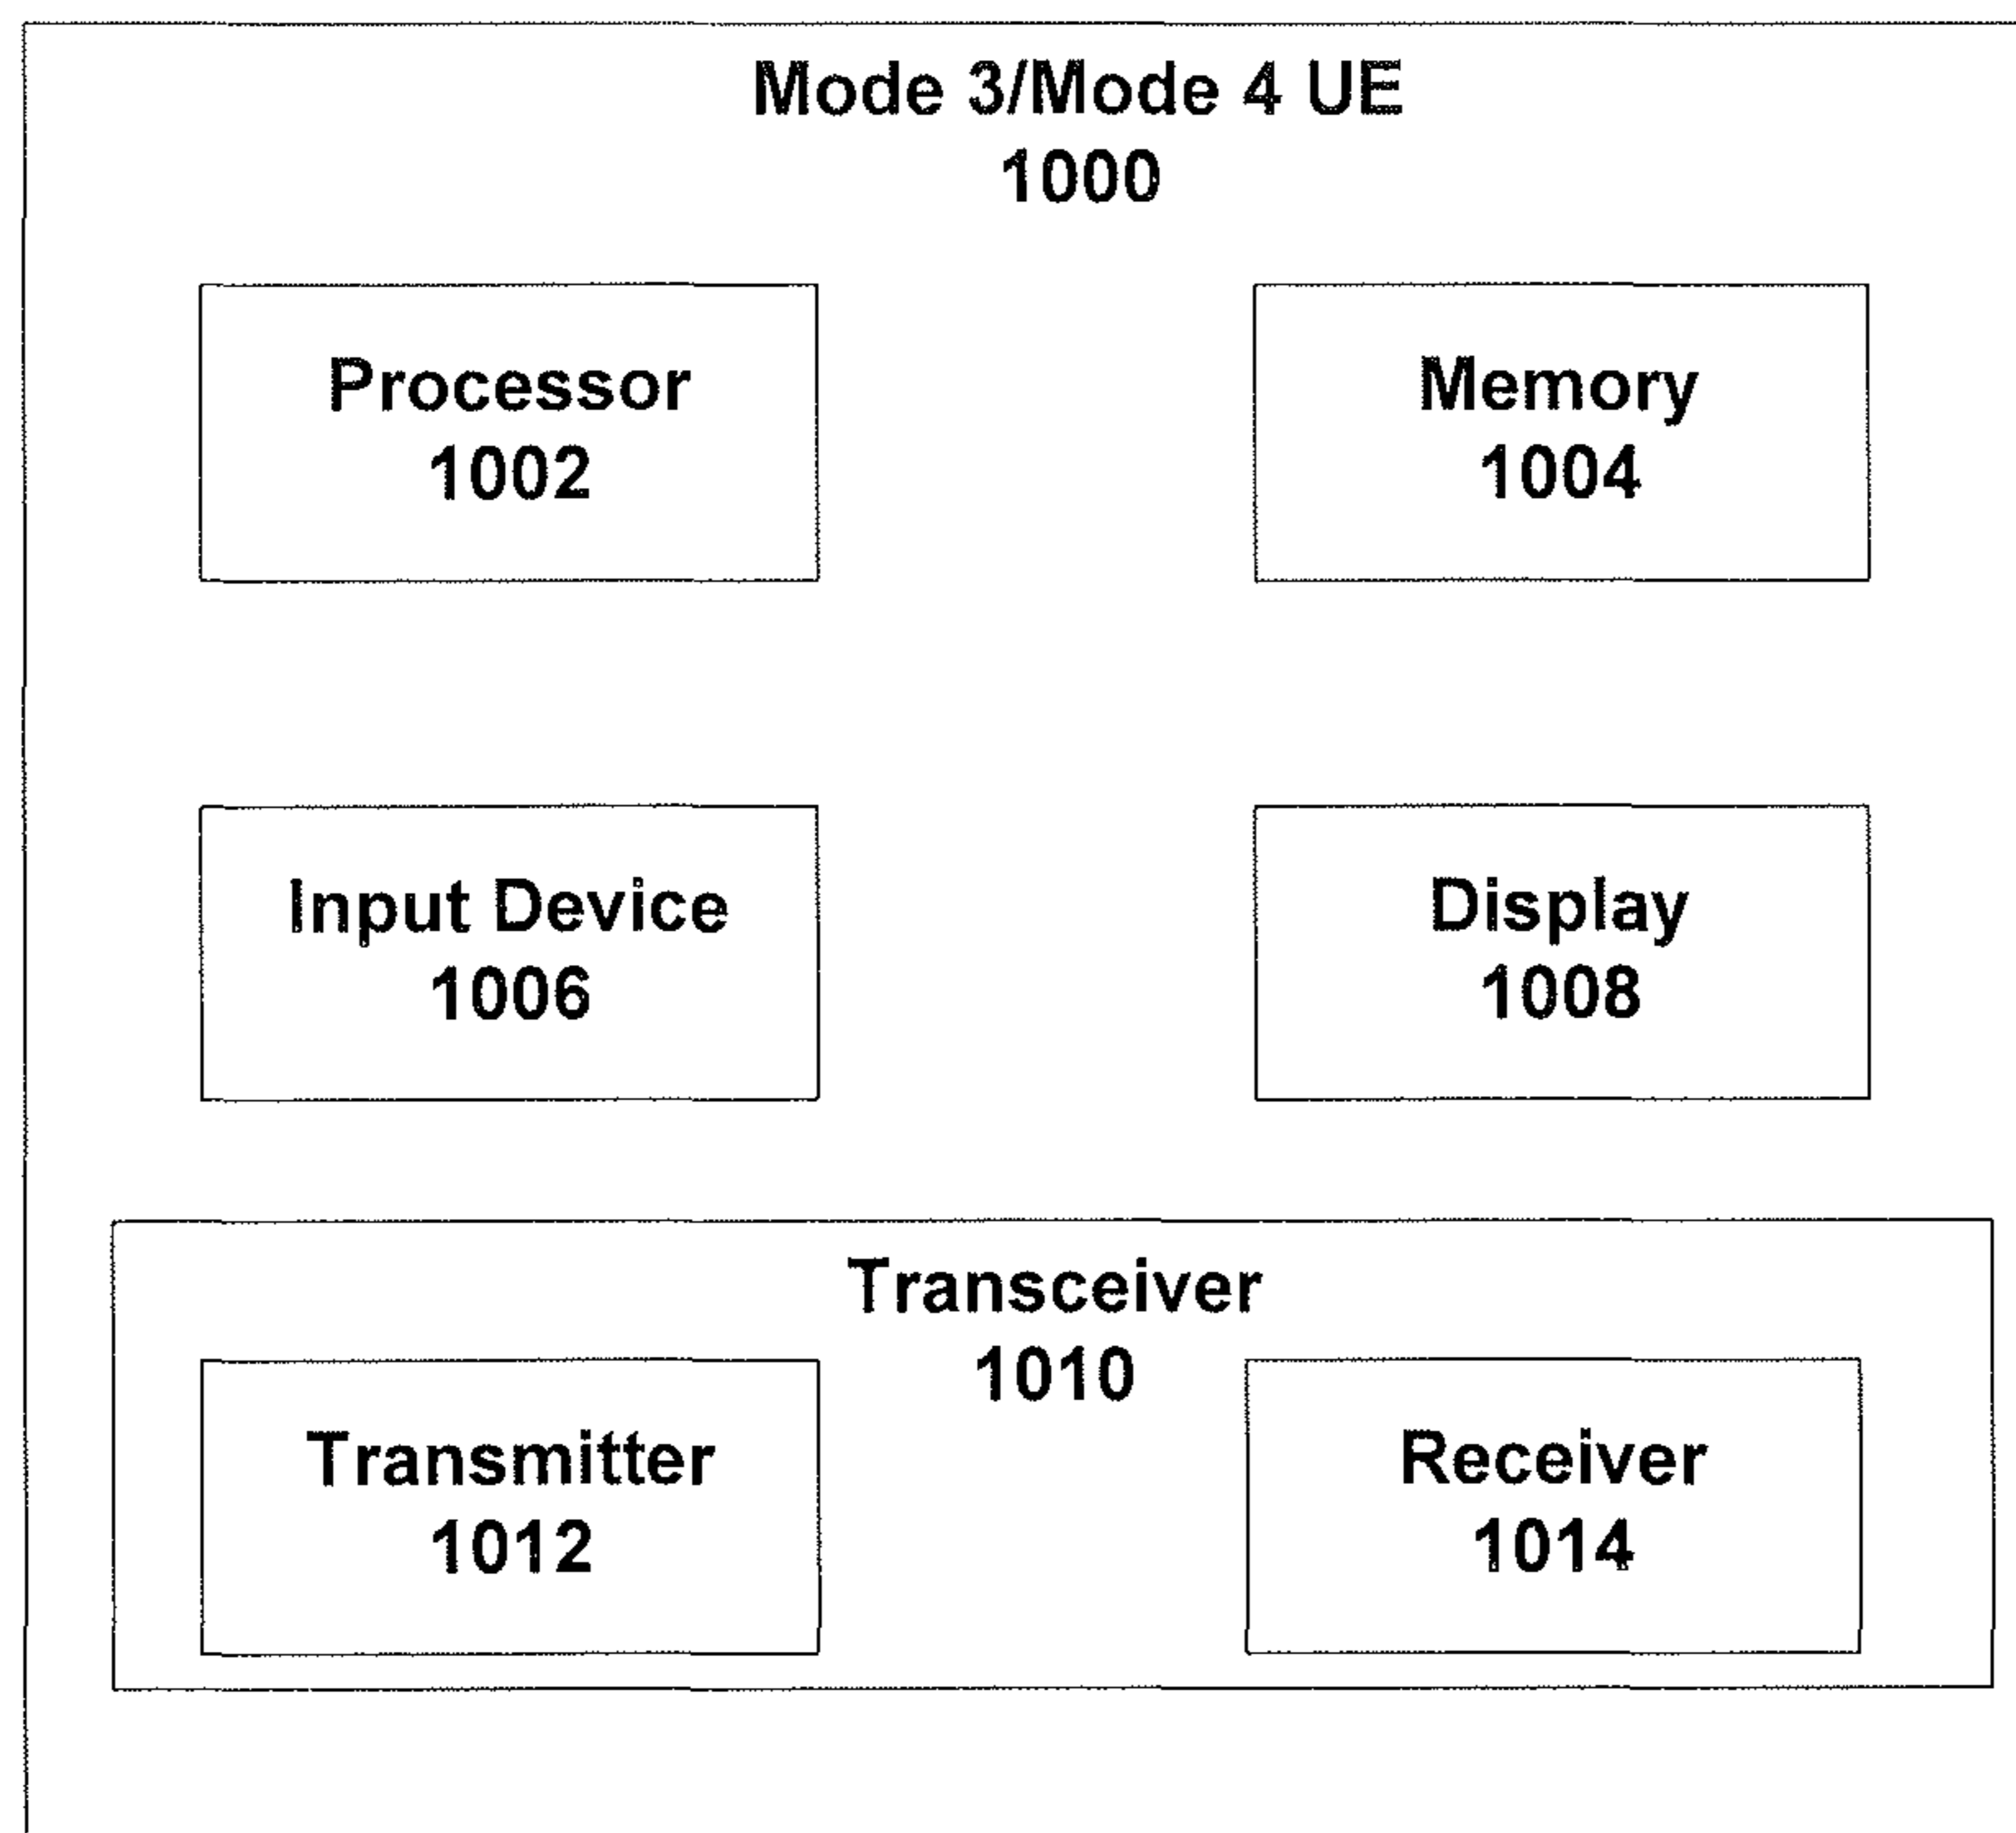 Mode 3/Mode 4 UE
1000
Processor
1002
Memory
1004
Input Device
1006
Display
1008
Transceiver
1010
Transmitter
1012
Receiver
1014